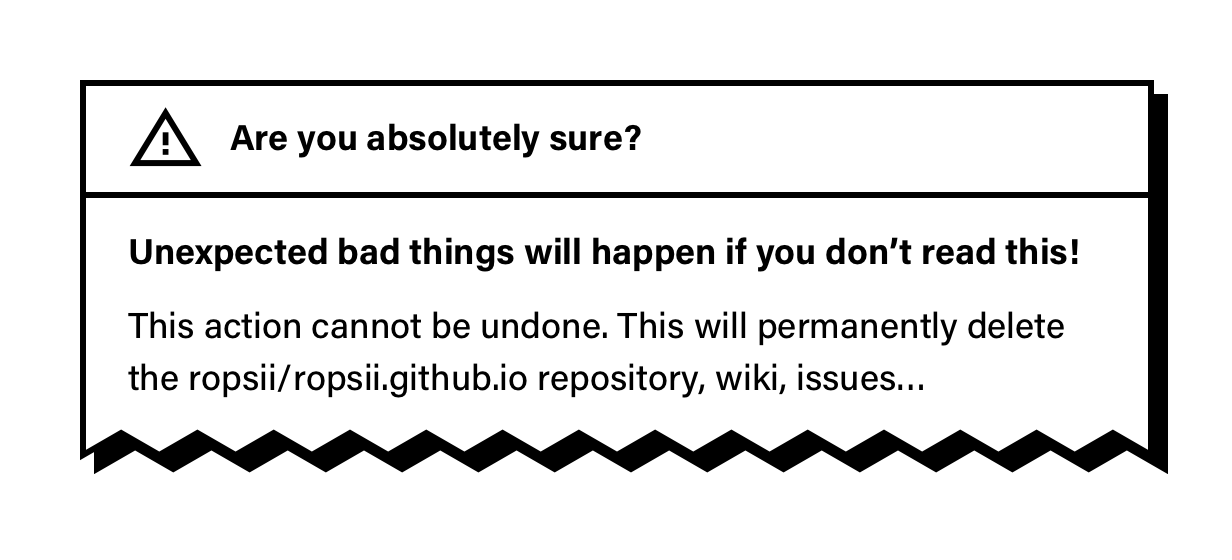 Are you absolutely sure?
Unexpected bad things will happen if you don’t read this!
This action cannot be undone. This will permanently delete
the ropsii/ropsii.github.io repository, wiki, issues…